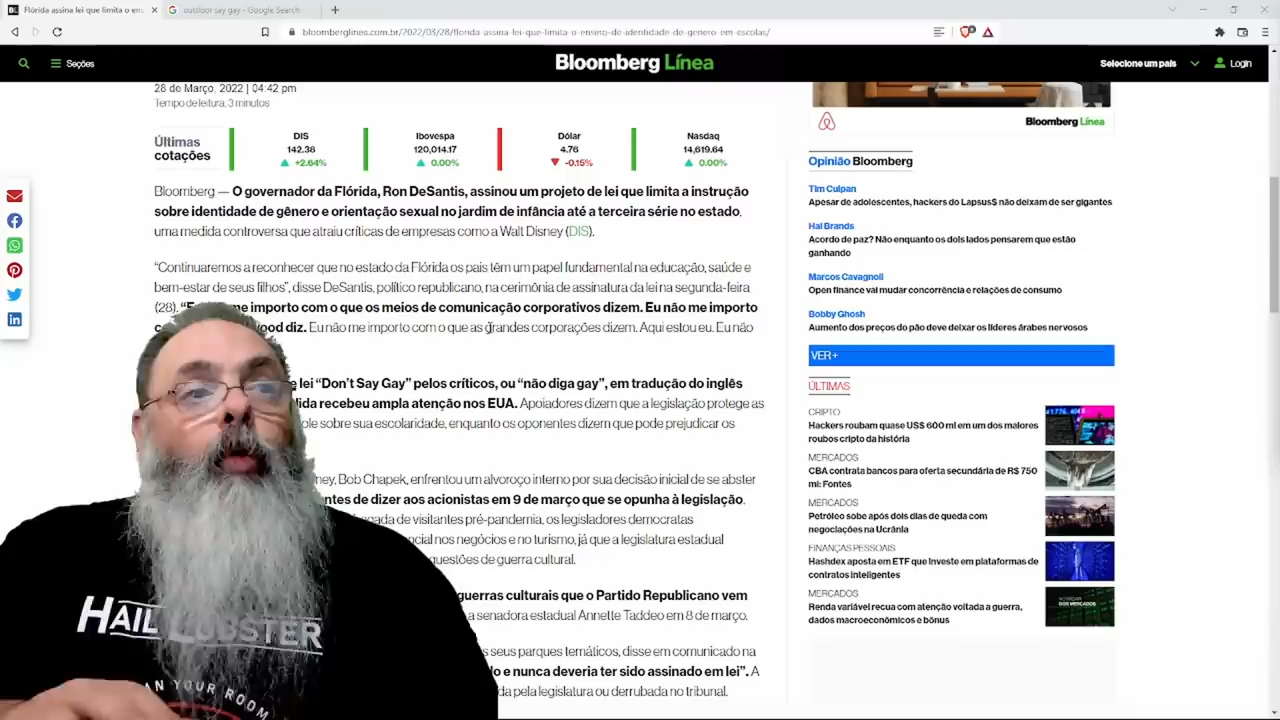 Flórida assina lei que limita o en
outdoor say gay - Google Search
bloomberglinea.com.br/2022/03/28/florida-assina-lei-que-limita-o-ensino-de-identidade-de-genero-em-escolas/
Seções
Bloomberg Línea
Selecione um país
Login
28 de Março, 2022 | 04:42 pm
Tempo de leitura: 3 minutos
Últimas cotações
DIS
142.38
+2.64%
Ibovespa
120,014.17
0.00%
Dólar
4.76
-0.15%
Nasdaq
14,619.64
0.00%
Bloomberg — O governador da Flórida, Ron DeSantis, assinou um projeto de lei que limita a instrução
sobre identidade de gênero e orientação sexual no jardim de infância até a terceira série no estado,
uma medida controversa que atraiu críticas de empresas como a Walt Disney (DIS).
“Continuaremos a reconhecer que no estado da Flórida os pais têm um papel fundamental na educação, saúde e
bem-estar de seus filhos”, disse DeSantis, político republicano, na cerimônia de assinatura da lei na segunda-feira
(28). me importo com o que os meios de comunicação corporativos dizem. Eu não me importo
ood diz. Eu não me importo com o que as grandes corporações dizem. Aqui estou eu. Eu não
lei “Don’t Say Gay” pelos críticos, ou “não diga gay”, em tradução do inglês
dida recebeu ampla atenção nos EUA. Apoiadores dizem que a legislação protege as
ole sobre sua escolaridade, enquanto os oponentes dizem que pode prejudicar os
ney, Bob Chapek, enfrentou um alvoroço interno por sua decisão inicial de se abster
ntes de dizer aos acionistas em 9 de março que se opunha à legislação.
gada de visitantes pré-pandemia, os legisladores democratas
ncial nos negócios e no turismo, já que a legislatura estadual
questões de guerra cultural.
guerras culturais que o Partido Republicano vem
a senadora estadual Annette Taddeo em 8 de março.
s seus parques temáticos, disse em comunicado na
o e nunca deveria ter sido assinado em lei”. A
da pela legislatura ou derrubada no tribunal.
Bloomberg Línea
Opinião Bloomberg
Tim Culpan
Apesar de adolescentes, hackers do Lapsus$ não deixam de ser gigantes
Hal Brands
Acordo de paz? Não enquanto os dois lados pensarem que estão
ganhando
Marcos Cavagnoli
Open finance vai mudar concorrência e relações de consumo
Bobby Ghosh
Aumento dos preços do pão deve deixar os líderes árabes nervosos
VER+
ÚLTIMAS
CRIPTO
Hackers roubam quase US$ 600 mi em um dos maiores
roubos cripto da história
MERCADOS
CBA contrata bancos para oferta secundária de R$ 750
mi: Fontes
MERCADOS
Petróleo sobe após dois dias de queda com
negociações na Ucrânia
FINANÇAS PESSOAIS
Hashdex aposta em ETF que investe em plataformas de
contratos inteligentes
MERCADOS
Renda variável recua com atenção voltada a guerra,
dados macroeconômicos e bônus
HAIL
AN YOUR ROOM